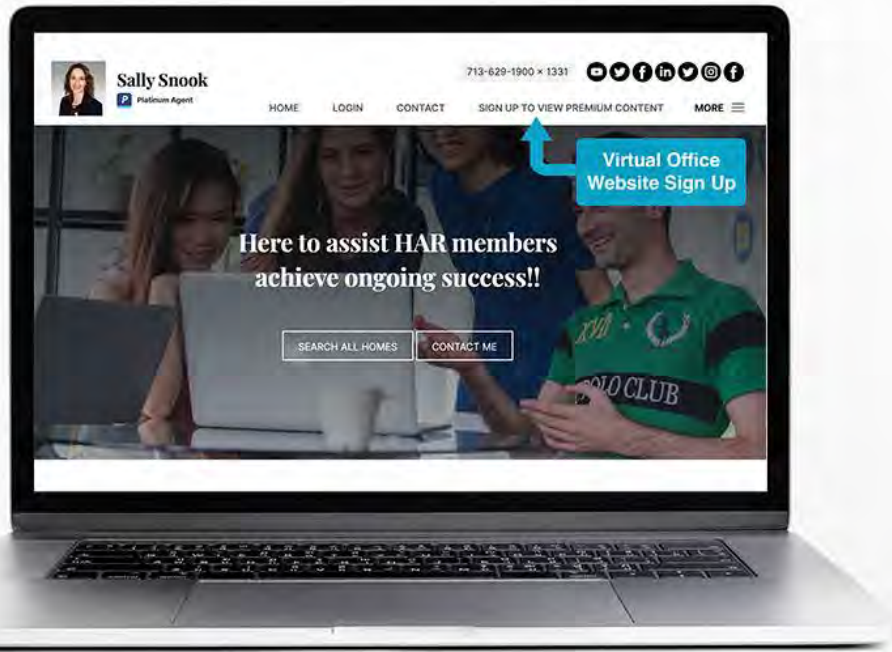 Sally Snook
P Platinum Agent
713-629-1900 × 1331
HOME LOGIN CONTACT SIGN UP TO VIEW PREMIUM CONTENT MORE
Virtual Office
Website Sign Up
Here to assist HAR members
achieve ongoing success!!
SEARCH ALL HOMES CONTACT ME
XVII
POLO CLUB